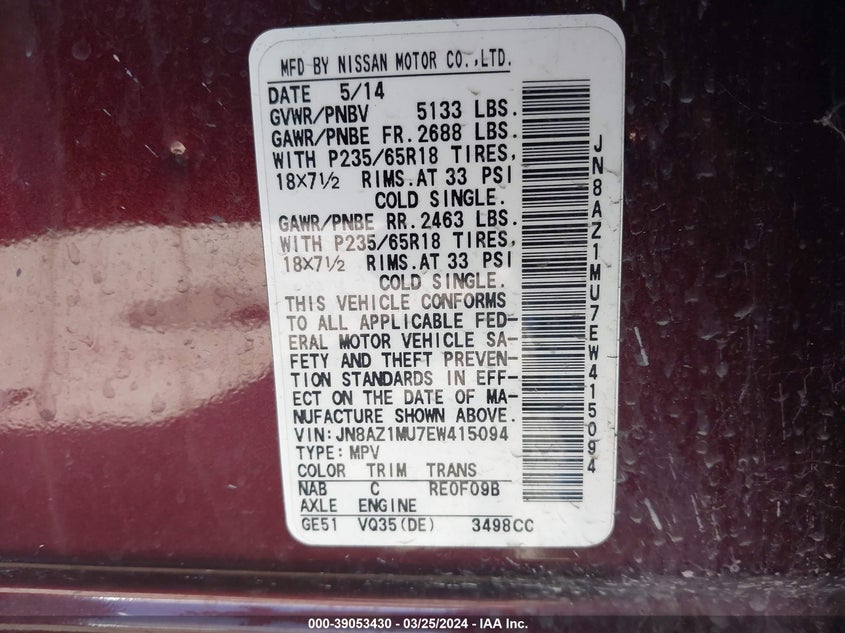 MFD BY NISSAN MOTOR CO.,LTD.
DATE 5/14
GVWR/PNBV 5133 LBS.
GAWR/PNBE FR. 2688 LBS.
WITH P235/65R18 TIRES,
18X7½ RIMS. AT 33 PSI
COLD SINGLE.
GAWR/PNBE RR. 2463 LBS.
WITH P235/65R18 TIRES,
18X7½ RIMS. AT 33 PSI
COLD SINGLE.
THIS VEHICLE CONFORMS
TO ALL APPLICABLE FED-
ERAL MOTOR VEHICLE SA-
FETY AND THEFT PREVEN-
TION STANDARDS IN EFF-
ECT ON THE DATE OF MA-
NUFACTURE SHOWN ABOVE.
VIN: JN8AZ1MU7EW415094
TYPE: MPV
COLOR TRIM TRANS
NAB C RE0F09B
AXLE ENGINE
GE51 VQ35(DE) 3498CC
JN8AZ1MU7EW415094
000-39053430 - 03/25/2024 - IAA Inc.